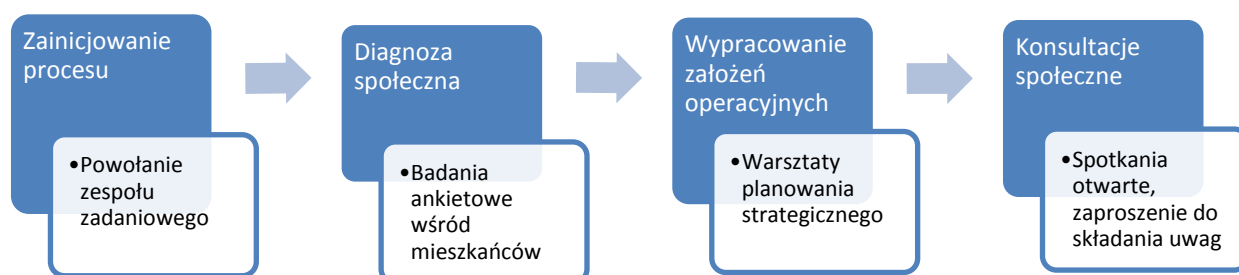 Zainicjowanie
procesu
•Powołanie
zespołu
zadaniowego
Diagnoza
społeczna
•Badania
ankietowe
wśród
mieszkańców
Wypracowanie
założeń
operacyjnych
•Warsztaty
planowania
strategicznego
Konsultacje
społeczne
•Spotkania
otwarte,
zaproszenie do
składania uwag